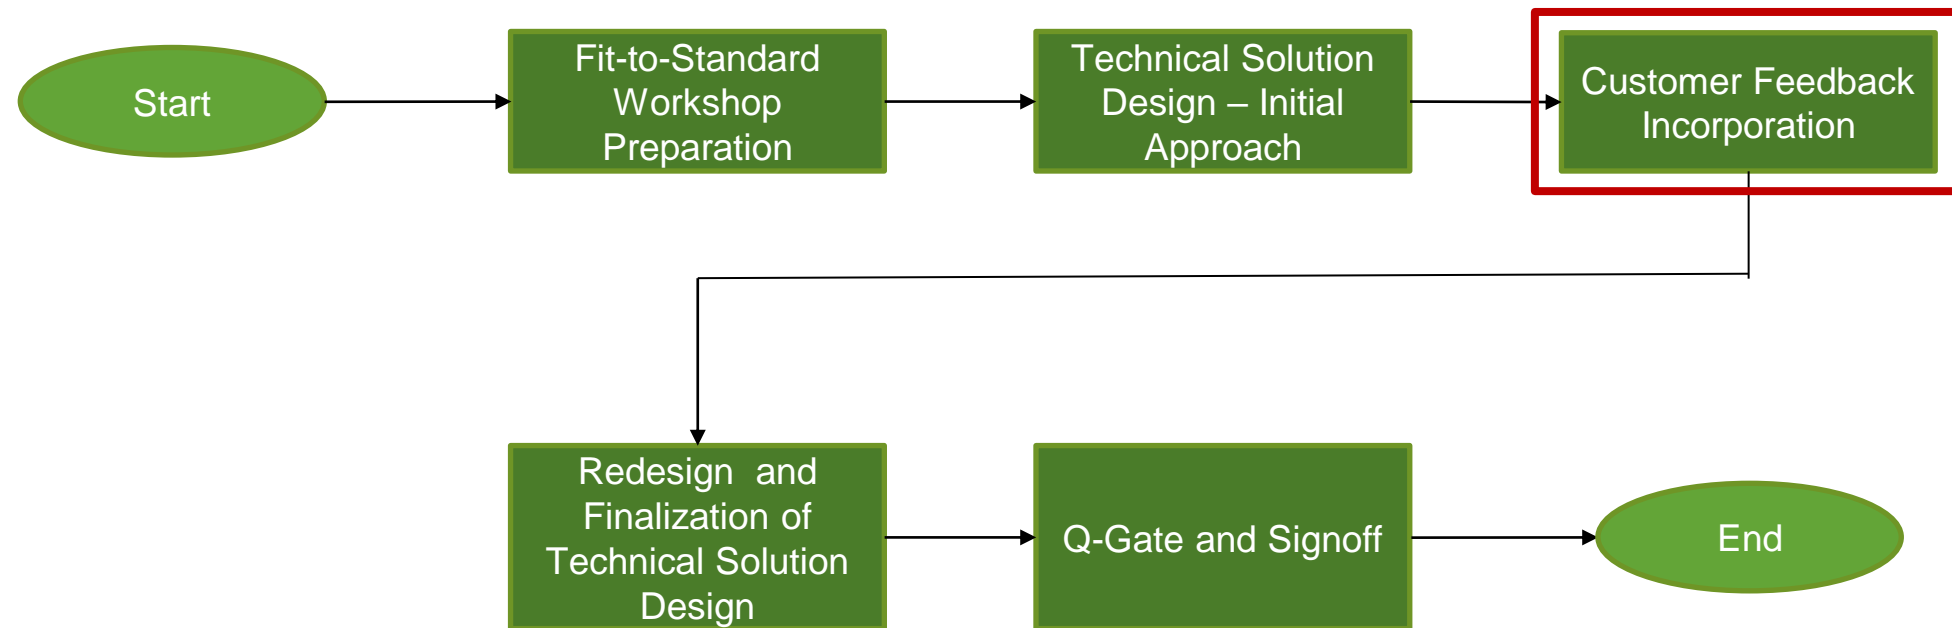 Start
Fit-to-Standard
Workshop
Preparation
Technical Solution
Design – Initial
Approach
Customer Feedback
Incorporation
Redesign  and
Finalization of
Technical Solution
Design
Q-Gate and Signoff
End